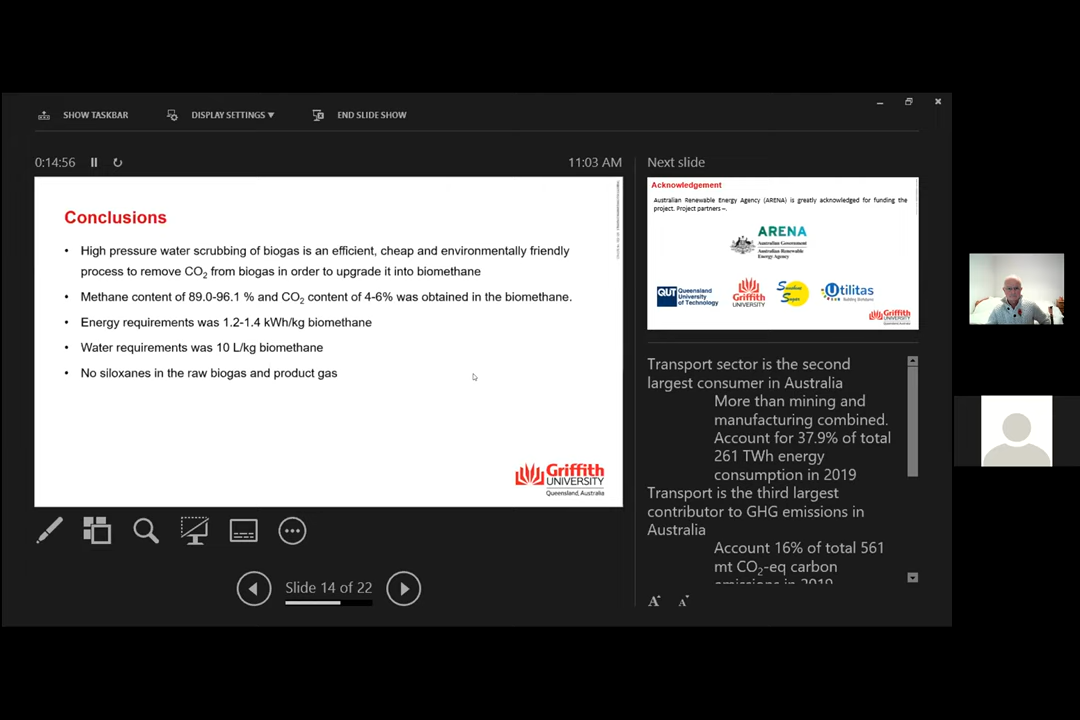 SHOW TASKBAR
DISPLAY SETTINGS ▼
END SLIDE SHOW
0:14:56
11:03 AM
Conclusions
• High pressure water scrubbing of biogas is an efficient, cheap and environmentally friendly
process to remove CO2 from biogas in order to upgrade it into biomethane
• Methane content of 89.0-96.1 % and CO2 content of 4-6% was obtained in the biomethane.
• Energy requirements was 1.2-1.4 kWh/kg biomethane
• Water requirements was 10 L/kg biomethane
• No siloxanes in the raw biogas and product gas
Griffith
UNIVERSITY
Queensland, Australia
Slide 14 of 22
Next slide
Acknowledgement
Australian Renewable Energy Agency (ARENA) is greatly acknowledged for funding the
project. Project partners –.
ARENA
Australian Government
Australian Renewable
Energy Agency
QUT
Queensland
University
of Technology
Griffith
UNIVERSITY
Utilitas
Griffith
UNIVERSITY
Transport sector is the second
largest consumer in Australia
More than mining and
manufacturing combined.
Account for 37.9% of total
261 TWh energy
consumption in 2019
Transport is the third largest
contributor to GHG emissions in
Australia
Account 16% of total 561
mt CO2-eq carbon
emissions in 2019
A A